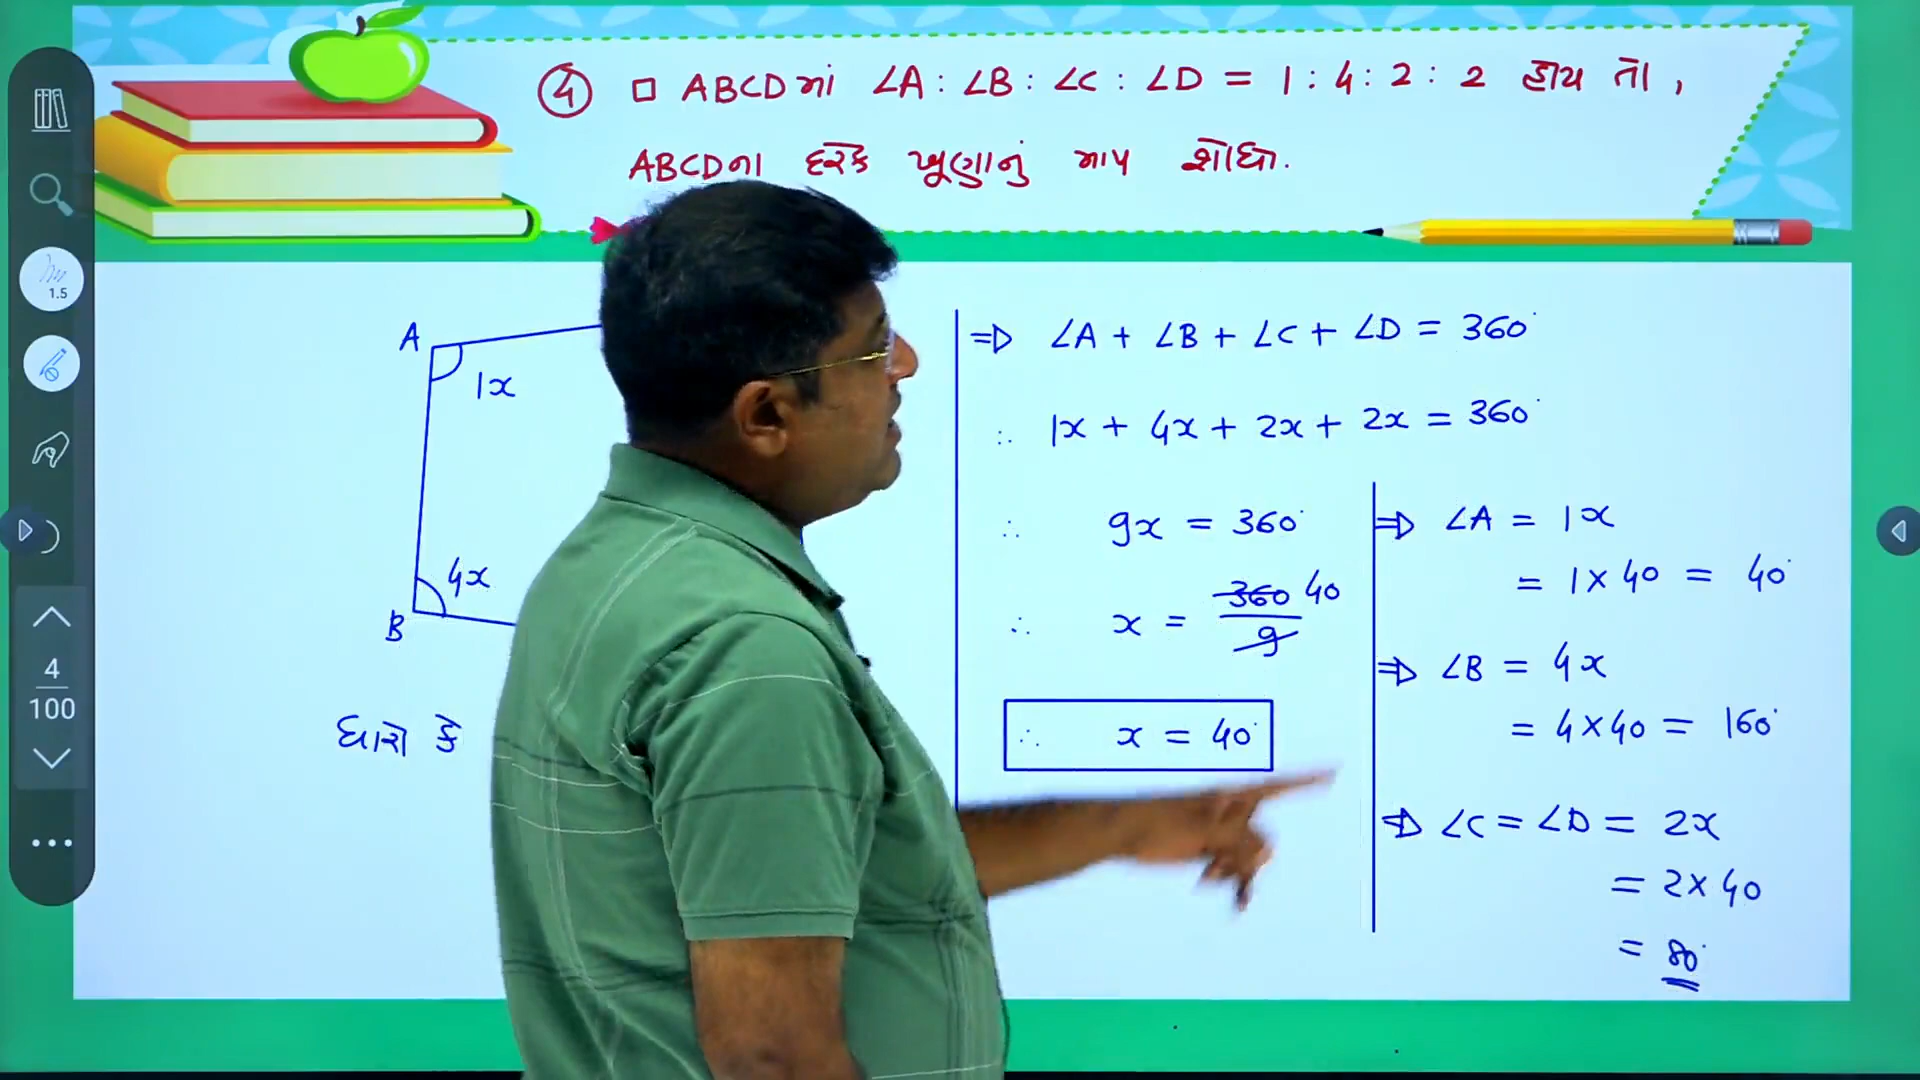 (4) □ ABCDમાં ∠A : ∠B : ∠C : ∠D = 1 : 4 : 2 : 2 હોય તો,
ABCDના દરેક ખૂણાનું માપ શોધો.
1.5
4
100
A
1x
4x
B
ધારો કે
⇒ ∠A + ∠B + ∠C + ∠D = 360°
∴ 1x + 4x + 2x + 2x = 360°
∴ 9x = 360°
∴ x = 360/9 40
∴ x = 40°
⇒ ∠A = 1x
= 1 × 40 = 40°
⇒ ∠B = 4x
= 4 × 40 = 160°
⇒ ∠C = ∠D = 2x
= 2 × 40
= 80°